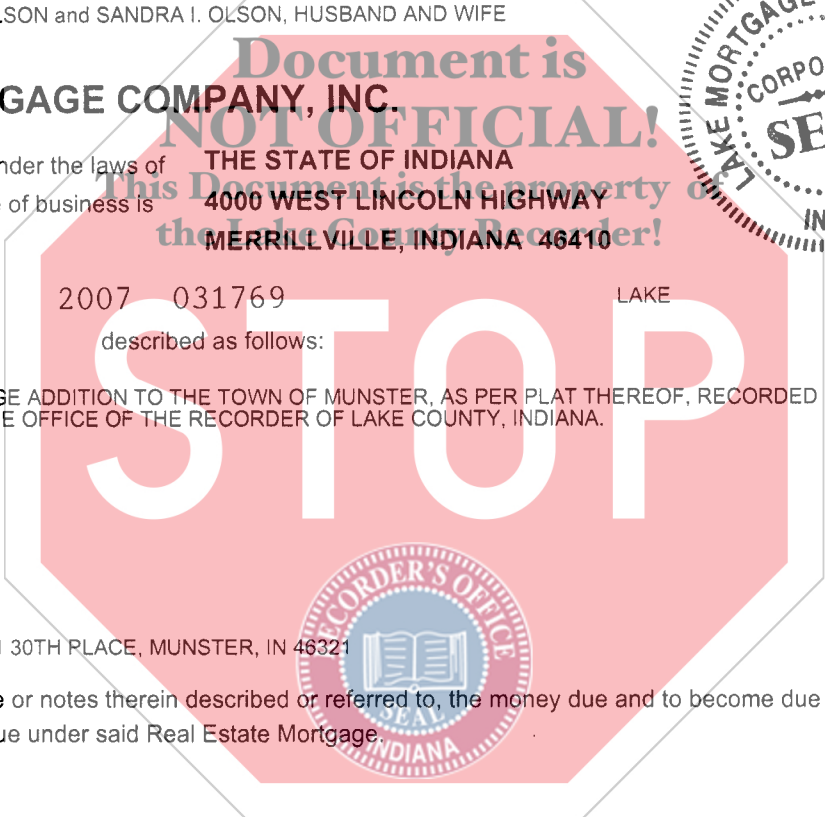 LSON and SANDRA I. OLSON, HUSBAND AND WIFE
Document is
GAGE COMPANY, INC.
NOT OFFICIAL!
nder the laws of THE STATE OF INDIANA
This Document is the property of
of business is 4000 WEST LINCOLN HIGHWAY
the Lake County Recorder!
MERRILLVILLE, INDIANA 46410
LAKE MORTGAGE
CORPO
SE
IN
2007 031769 LAKE
described as follows:
GE ADDITION TO THE TOWN OF MUNSTER, AS PER PLAT THEREOF, RECORDED
E OFFICE OF THE RECORDER OF LAKE COUNTY, INDIANA.
STOP
RECORDER'S OFFICE
SEAL
INDIANA
30TH PLACE, MUNSTER, IN 46321
e or notes therein described or referred to, the money due and to become due
ue under said Real Estate Mortgage.